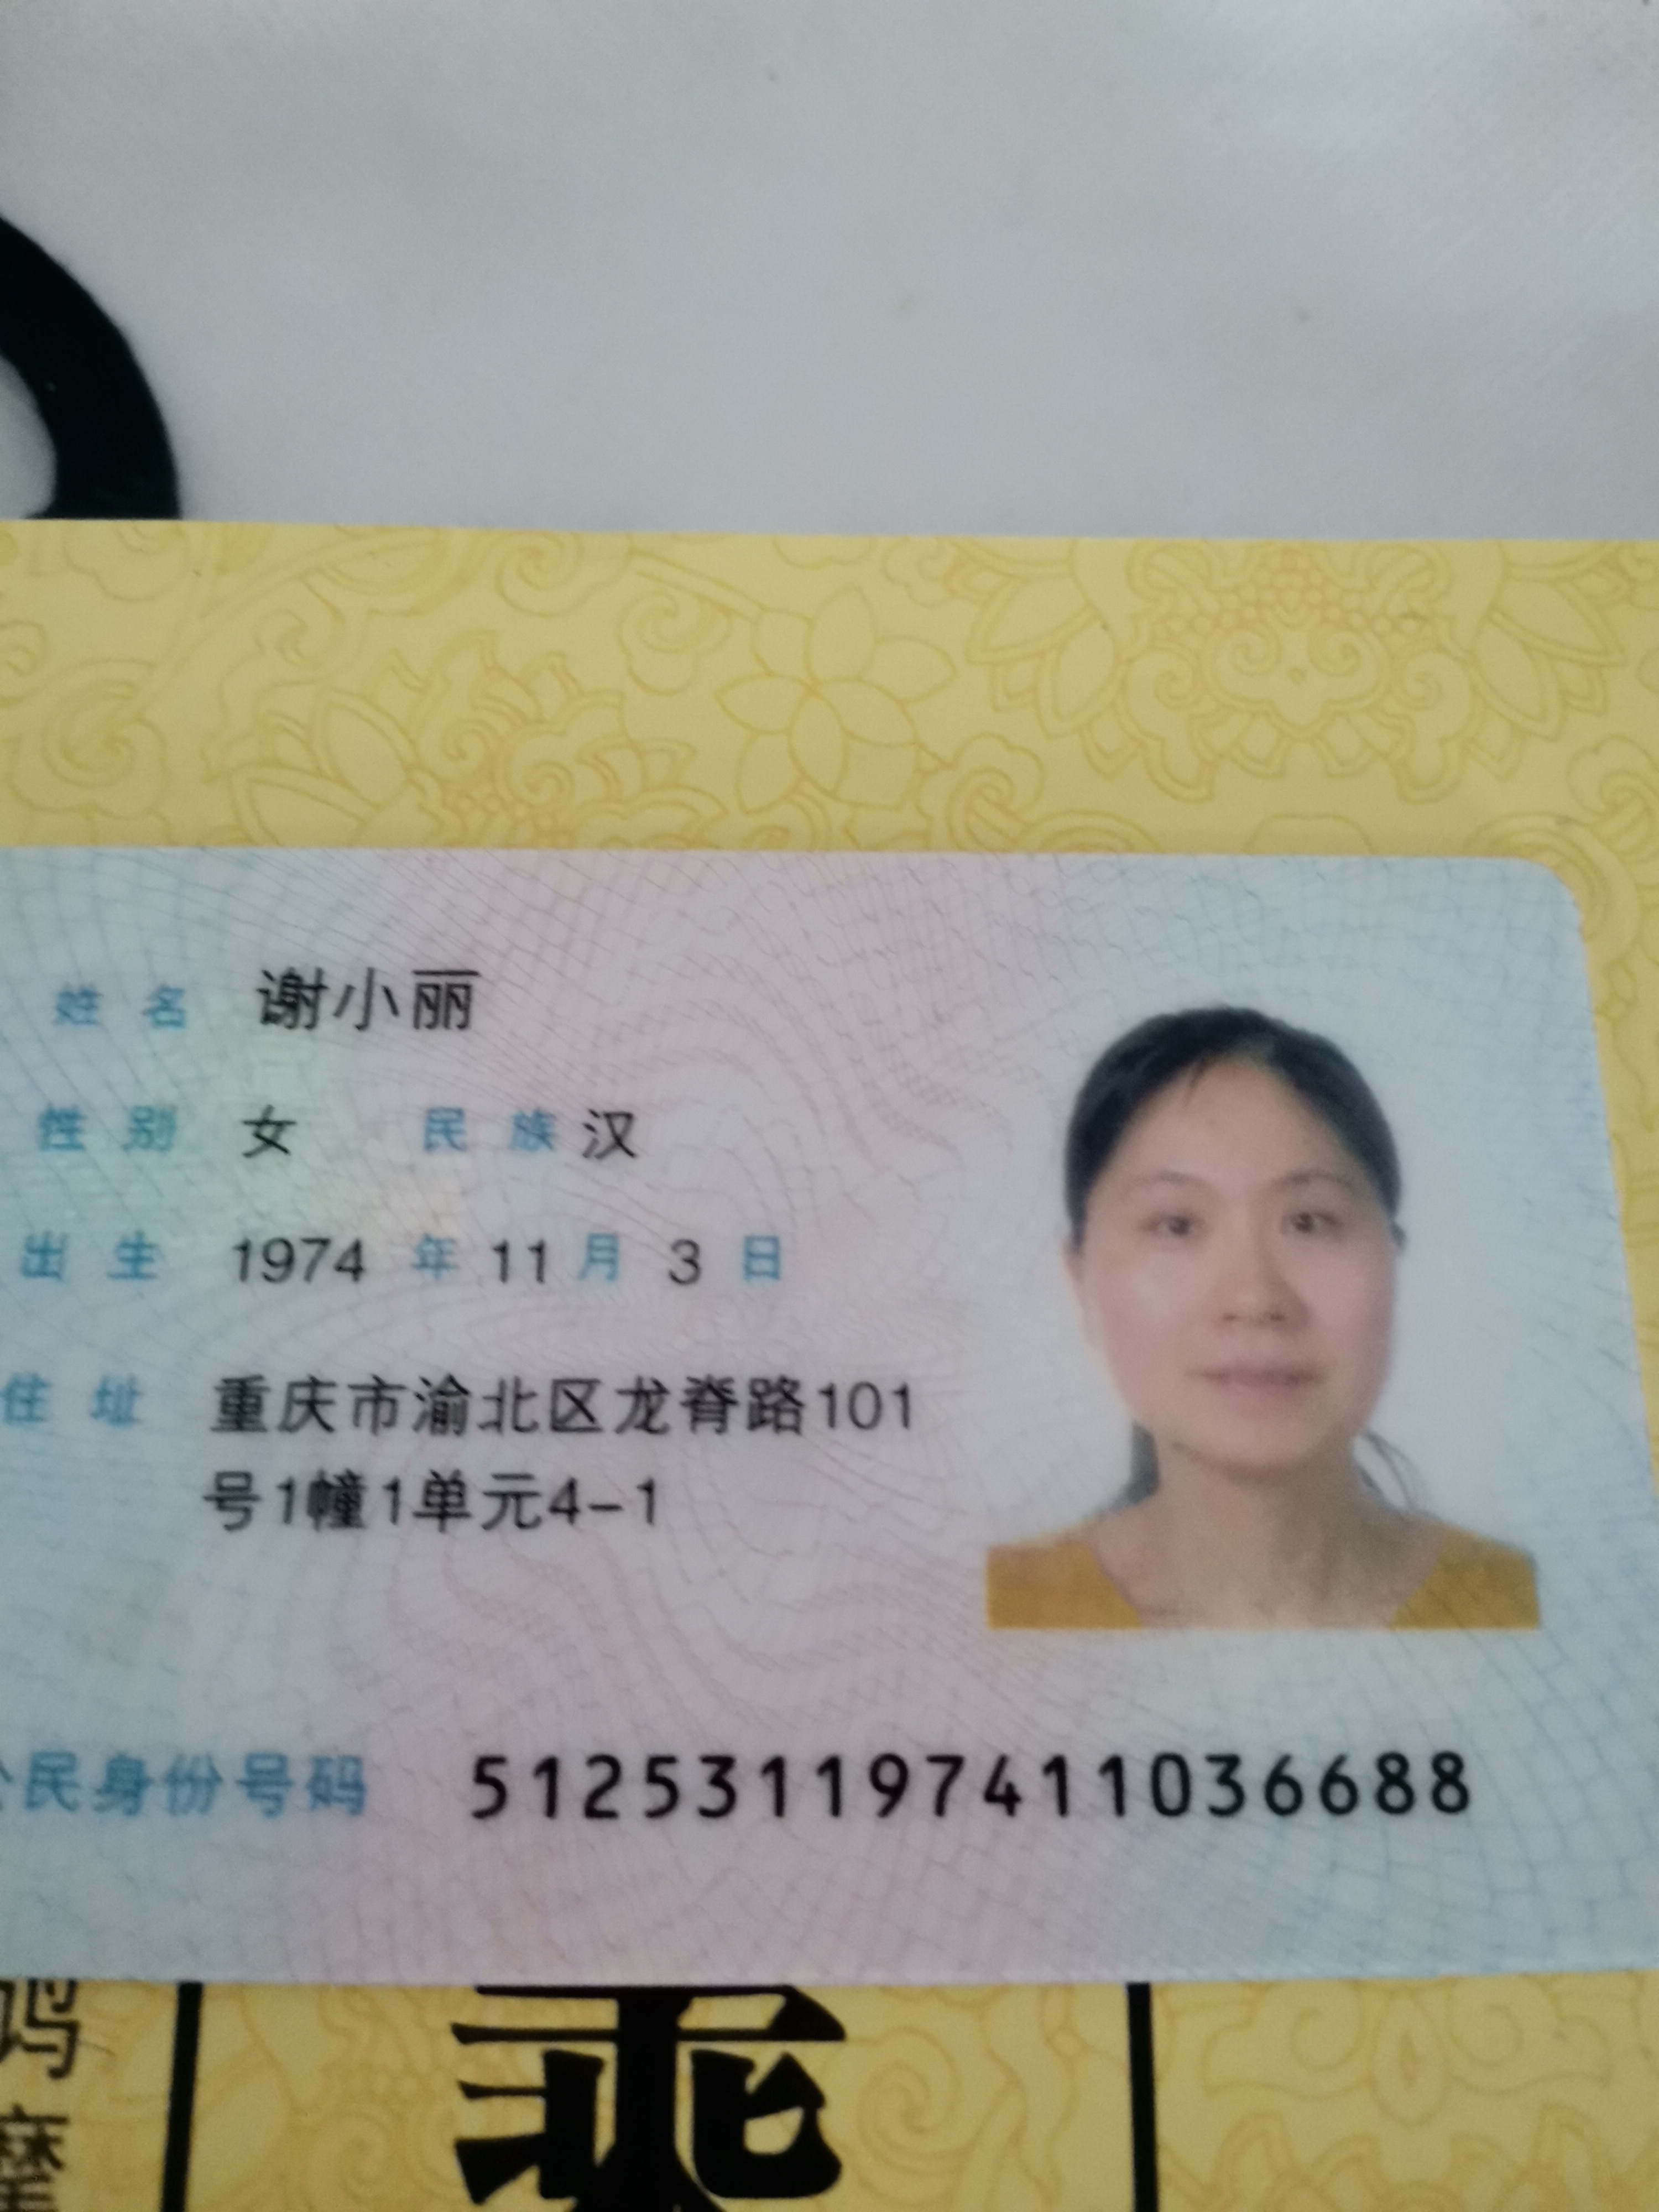 姓名 谢小丽
性别 女 民族 汉
出生 1974 年 11 月 3 日
住址 重庆市渝北区龙脊路101
号1幢1单元4-1
公民身份号码 512531197411036688